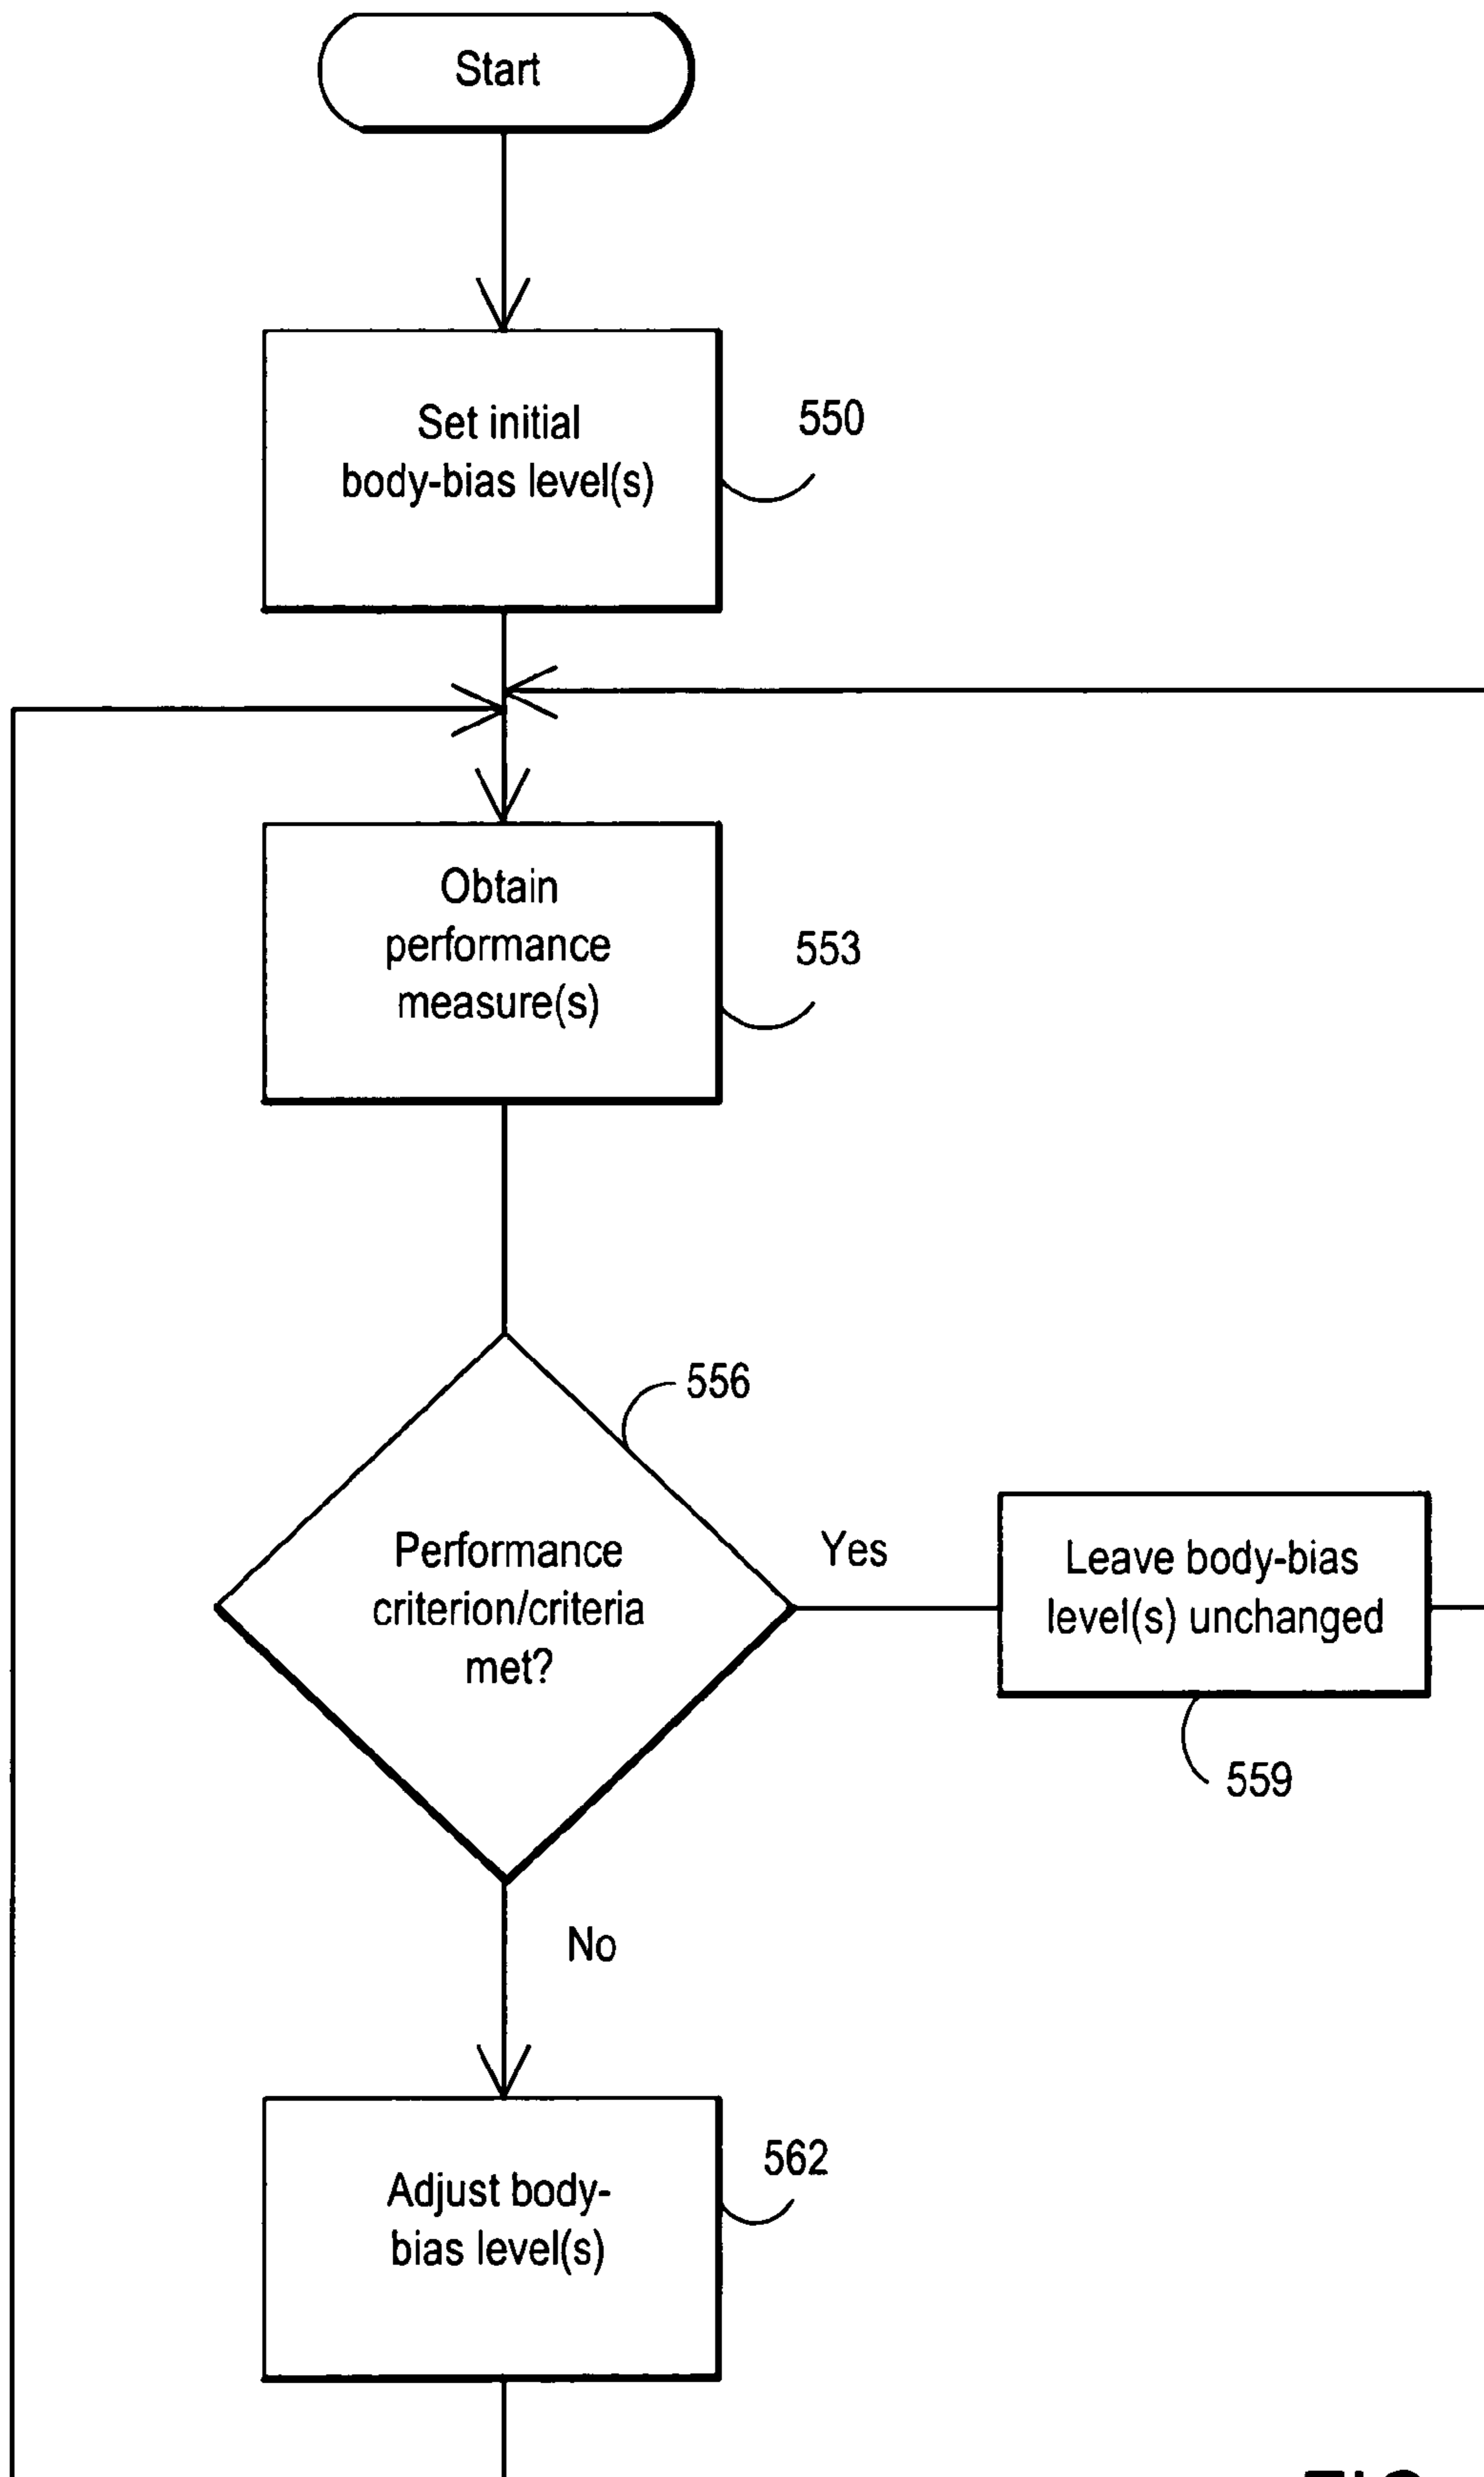 Start
Set initial
body-bias level(s)
550
Obtain
performance
measure(s)
553
556
Performance
criterion/criteria
met?
Yes
Leave body-bias
level(s) unchanged
559
No
Adjust body-
bias level(s)
562